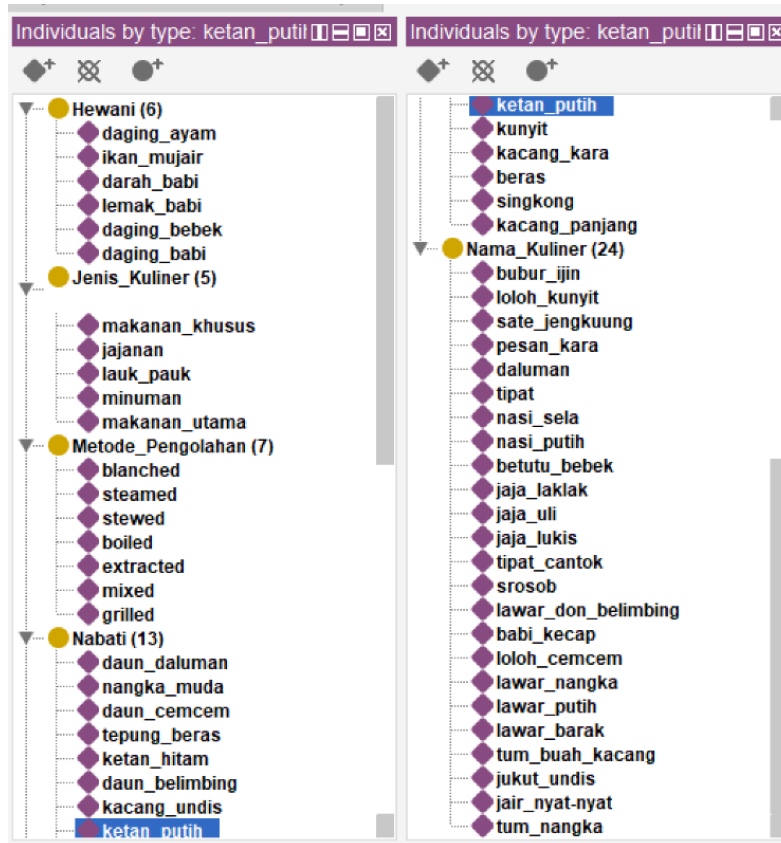 Individuals by type: ketan_putih
Hewani (6)
daging_ayam
ikan_mujair
darah_babi
lemak_babi
daging_bebek
daging_babi
Jenis_Kuliner (5)
makanan_khusus
jajanan
lauk_pauk
minuman
makanan_utama
Metode_Pengolahan (7)
blanched
steamed
stewed
boiled
extracted
mixed
grilled
Nabati (13)
daun_daluman
nangka_muda
daun_cemcem
tepung_beras
ketan_hitam
daun_belimbing
kacang_undis
ketan_putih
Individuals by type: ketan_putih
ketan_putih
kunyit
kacang_kara
beras
singkong
kacang_panjang
Nama_Kuliner (24)
bubur_ijin
loloh_kunyit
sate_jengkuung
pesan_kara
daluman
tipat
nasi_sela
nasi_putih
betutu_bebek
jaja_laklak
jaja_uli
jaja_lukis
tipat_cantok
srosob
lawar_don_belimbing
babi_kecap
loloh_cemcem
lawar_nangka
lawar_putih
lawar_barak
tum_buah_kacang
jukut_undis
jair_nyat-nyat
tum_nangka